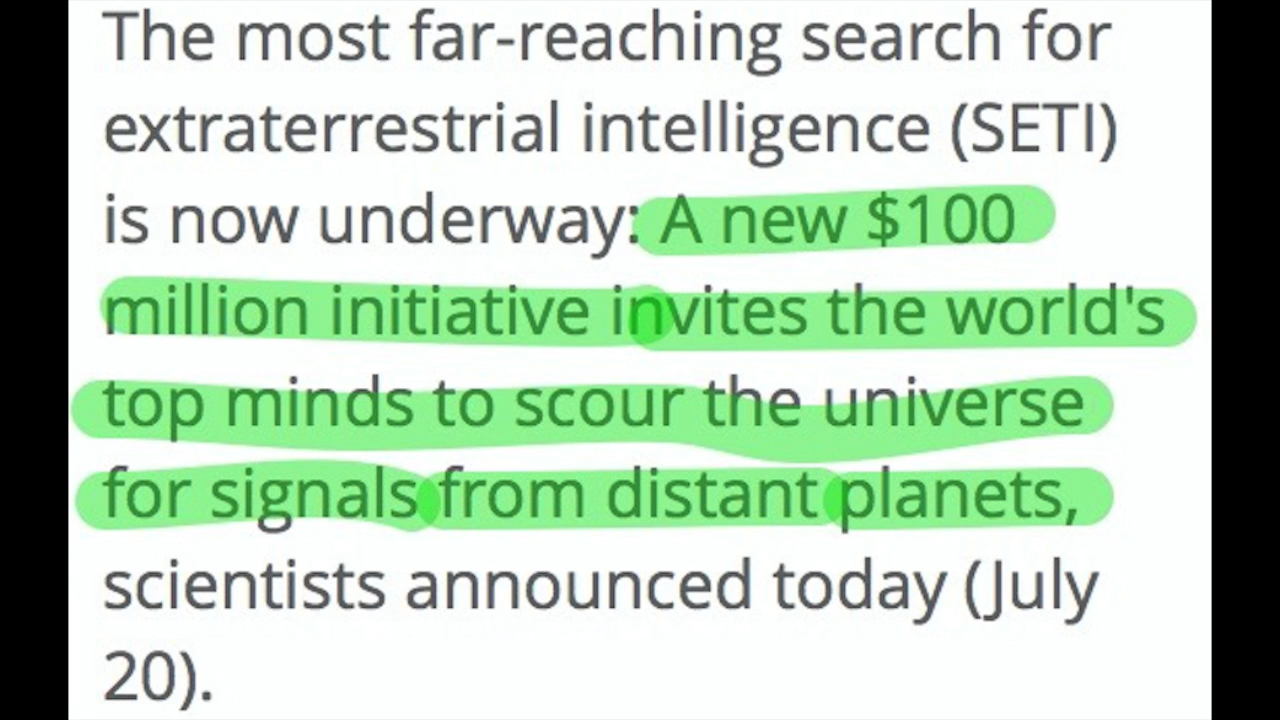 The most far-reaching search for
extraterrestrial intelligence (SETI)
is now underway: A new $100
million initiative invites the world's
top minds to scour the universe
for signals from distant planets,
scientists announced today (July
20).